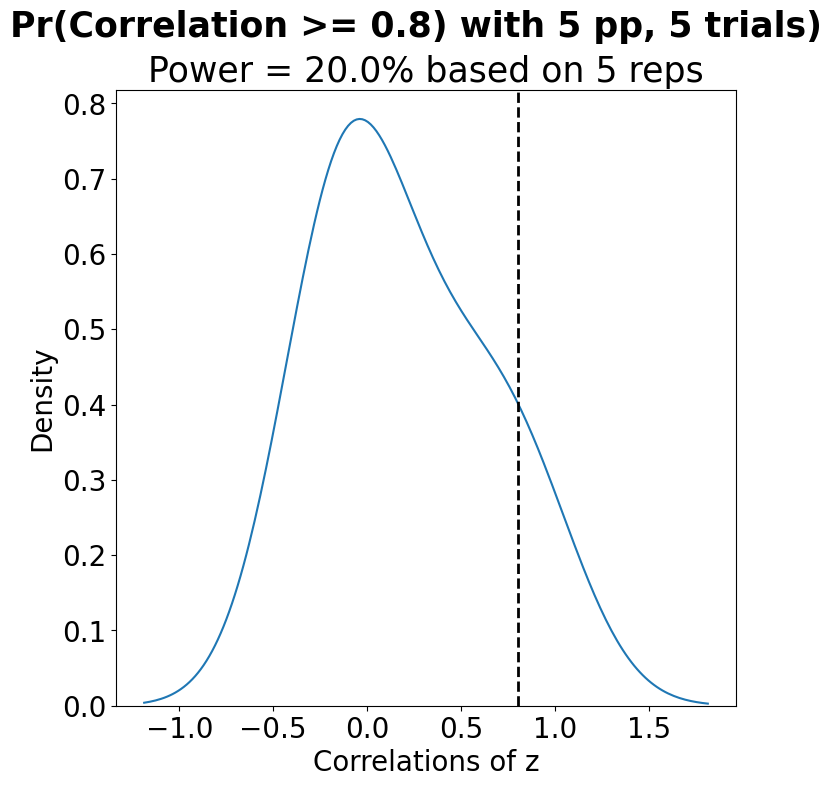 Pr(Correlation >= 0.8) with 5 pp, 5 trials)
Power = 20.0% based on 5 reps
0.8
0.7
0.6
0.5
0.4
0.3
0.2
0.1
0.0
Density
−1.0 −0.5 0.0 0.5 1.0 1.5
Correlations of z